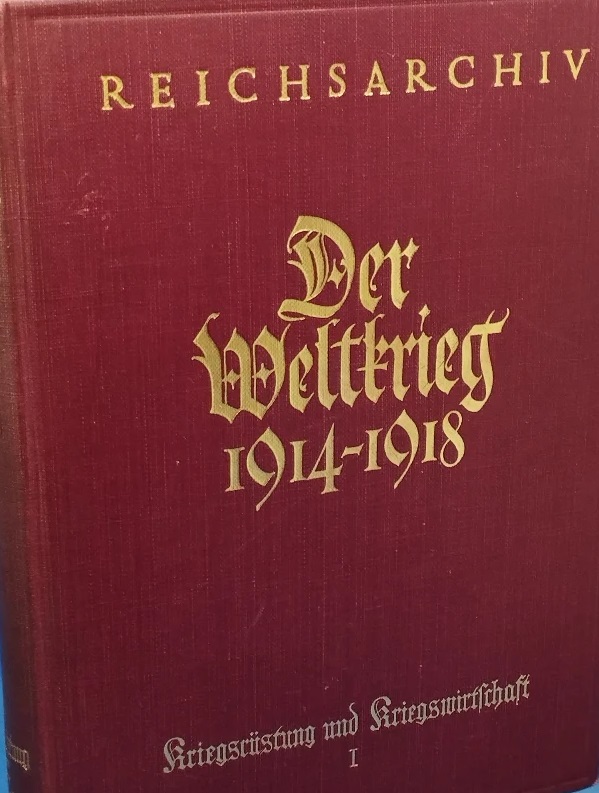 REICHSARCHIV
Der
Weltkrieg
1914-1918
Kriegsrüstung und Kriegswirtschaft
I